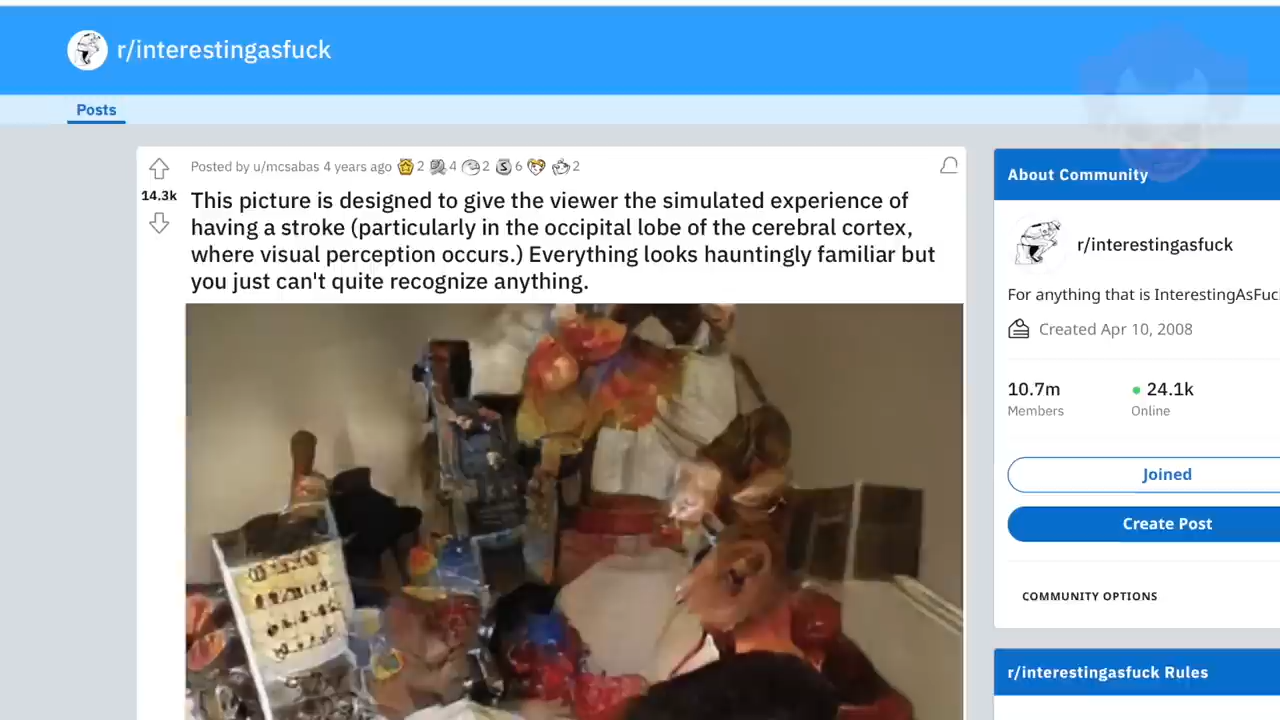 r/interestingasfuck
Posts
Posted by u/mcsabas 4 years ago 2 4 2 6 2
14.3k
This picture is designed to give the viewer the simulated experience of
having a stroke (particularly in the occipital lobe of the cerebral cortex,
where visual perception occurs.) Everything looks hauntingly familiar but
you just can't quite recognize anything.
About Community
r/interestingasfuck
For anything that is InterestingAsFuc
Created Apr 10, 2008
10.7m 24.1k
Members Online
Joined
Create Post
COMMUNITY OPTIONS
r/interestingasfuck Rules